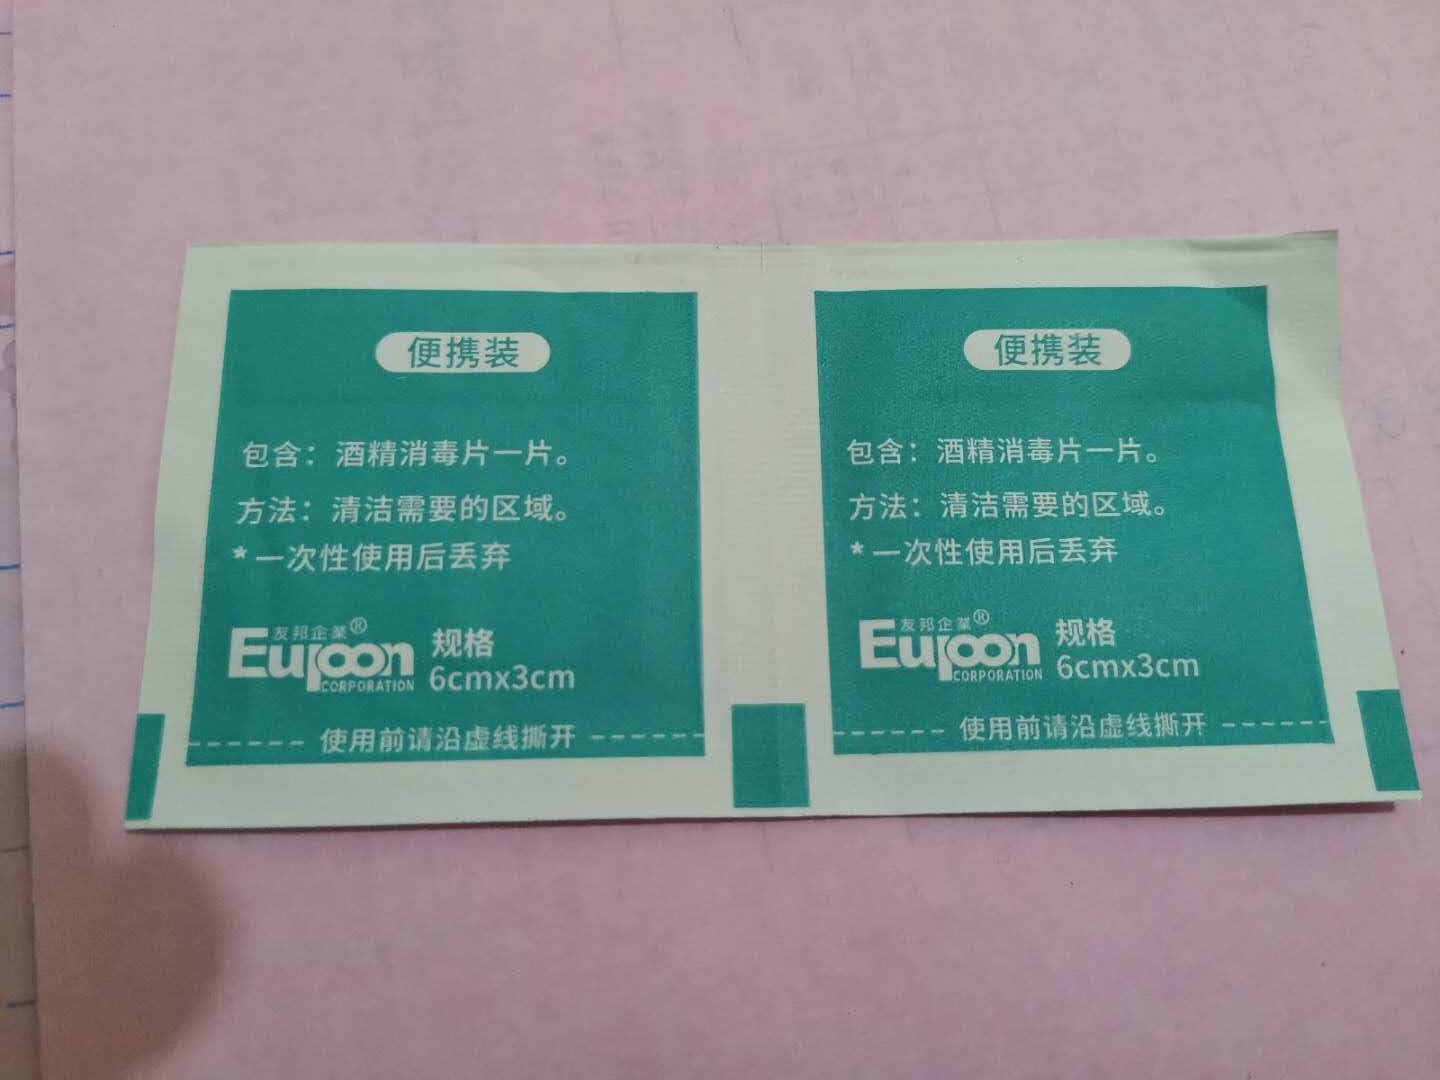 便携装
包含：酒精消毒片一片。
方法：清洁需要的区域。
*一次性使用后丢弃
友邦企業®
Eupoon
CORPORATION
规格
6cmx3cm
使用前请沿虚线撕开
便携装
包含：酒精消毒片一片。
方法：清洁需要的区域。
*一次性使用后丢弃
友邦企業®
Eupoon
CORPORATION
规格
6cmx3cm
使用前请沿虚线撕开